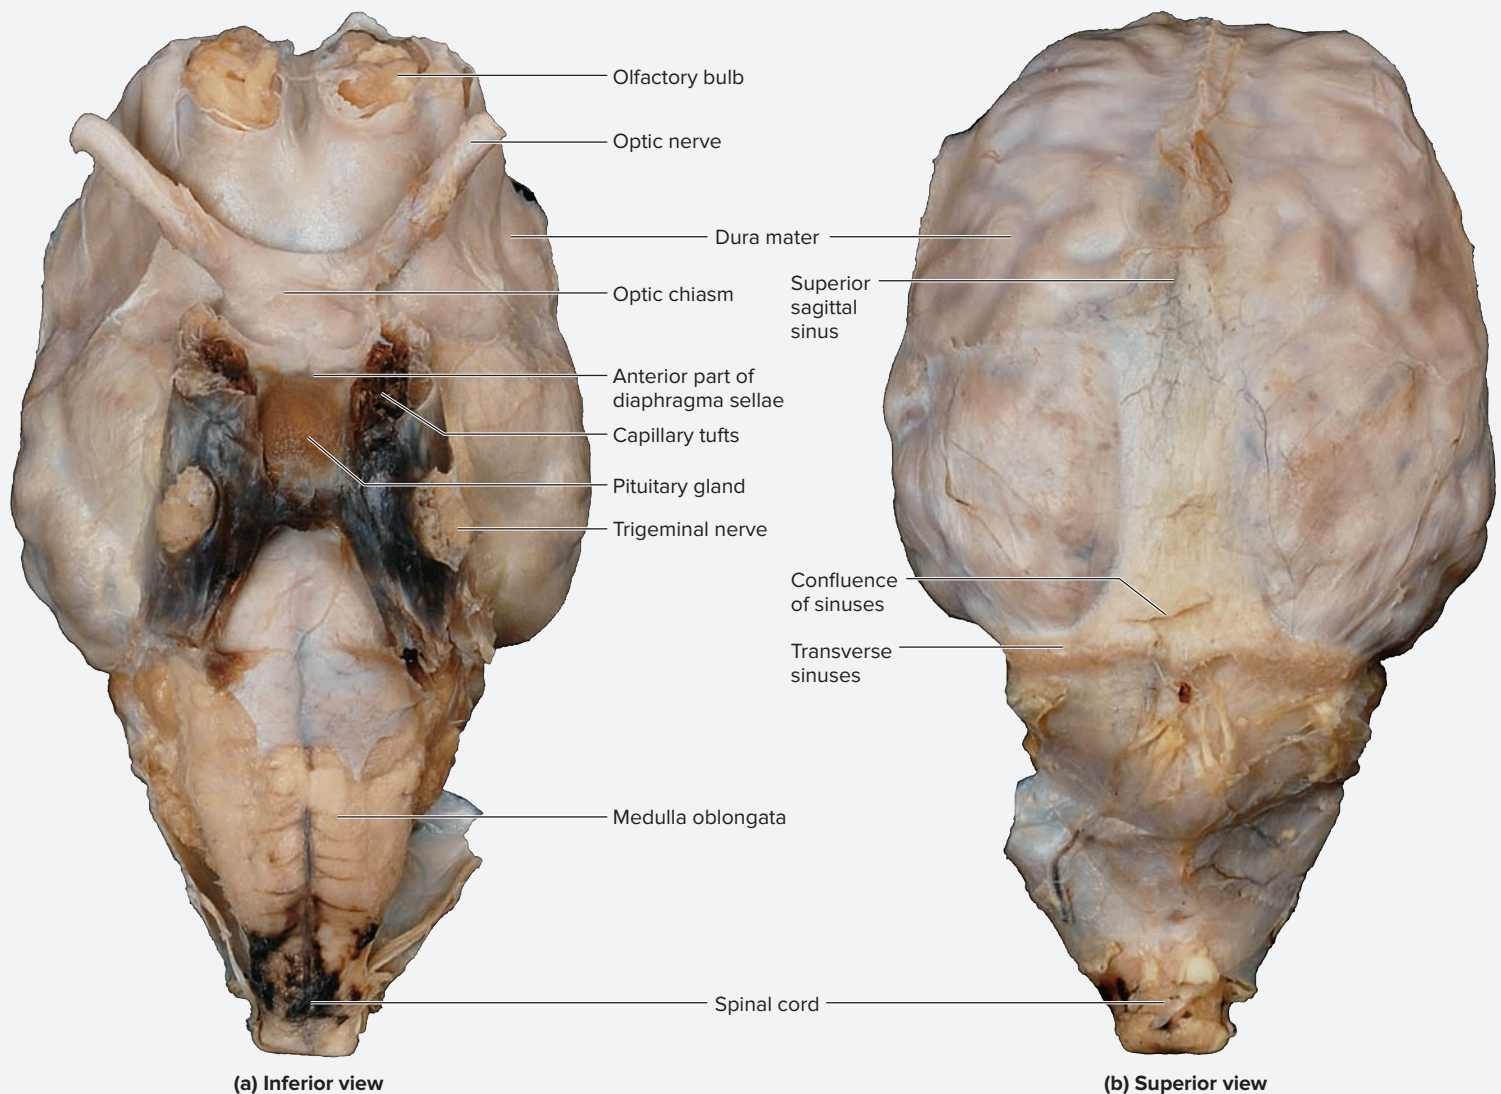 Olfactory bulb
Optic nerve
Dura mater
Optic chiasm
Superior
sagittal
sinus
Anterior part of
diaphragma sellae
Capillary tufts
Pituitary gland
Trigeminal nerve
Confluence
of sinuses
Transverse
sinuses
Medulla oblongata
Spinal cord
(a) Inferior view
(b) Superior view